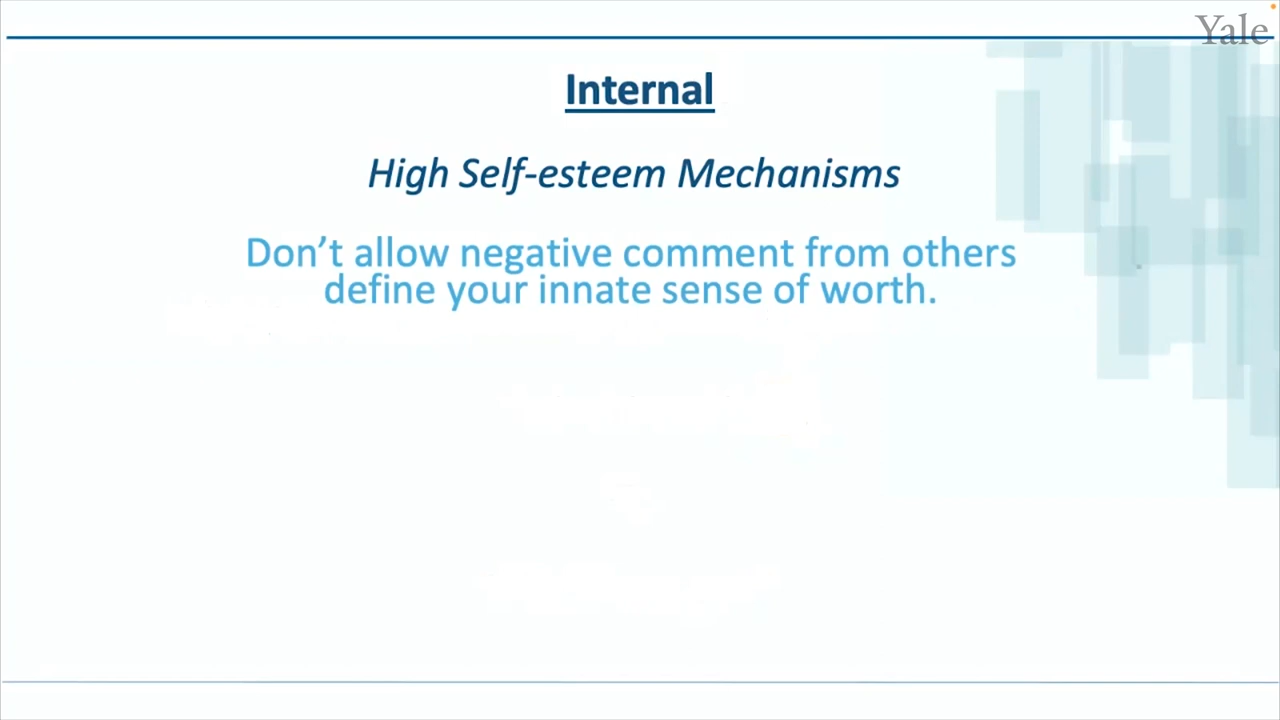 Yale
Internal
High Self-esteem Mechanisms
Don’t allow negative comment from others
define your innate sense of worth.